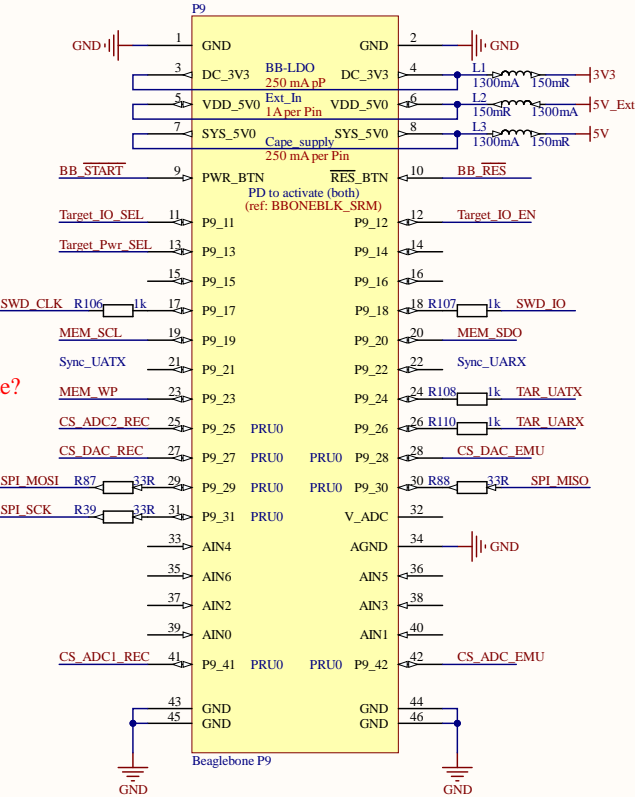 P9
GND 1 GND GND 2 GND
3 DC_3V3 BB-LDO DC_3V3 4 L1 3V3
250 mA pP 1300mA 150mR
5 VDD_5V0 Ext_In VDD_5V0 6 L2 5V_Ext
1A per Pin 150mR 1300mA
7 SYS_5V0 SYS_5V0 8 L3 5V
Cape_supply 1300mA 150mR
250 mA per Pin
BB_START 9 PWR_BTN RES_BTN 10 BB_RES
PD to activate (both)
(ref: BBONEBLK_SRM)
Target_IO_SEL 11 P9_11 P9_12 12 Target_IO_EN
Target_Pwr_SEL 13 P9_13 P9_14 14
15 P9_15 P9_16 16
SWD_CLK R106 1k 17 P9_17 P9_18 18 R107 1k SWD_IO
MEM_SCL 19 P9_19 P9_20 20 MEM_SDO
Sync_UATX 21 P9_21 P9_22 22 Sync_UARX
e?
MEM_WP 23 P9_23 P9_24 24 R108 1k TAR_UATX
CS_ADC2_REC 25 P9_25 PRU0 P9_26 26 R110 1k TAR_UARX
CS_DAC_REC 27 P9_27 PRU0 PRU0 P9_28 28 CS_DAC_EMU
SPI_MOSI R87 33R 29 P9_29 PRU0 PRU0 P9_30 30 R88 33R SPI_MISO
SPI_SCK R39 33R 31 P9_31 PRU0 V_ADC 32
33 AIN4 AGND 34 GND
35 AIN6 AIN5 36
37 AIN2 AIN3 38
39 AIN0 AIN1 40
CS_ADC1_REC 41 P9_41 PRU0 PRU0 P9_42 42 CS_ADC_EMU
43 GND GND 44
45 GND GND 46
Beaglebone P9
GND GND